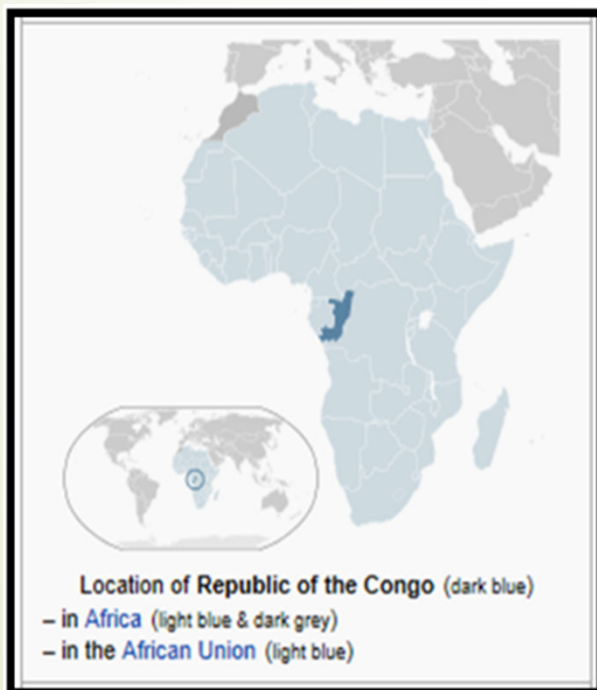 Location of Republic of the Congo (dark blue)
– in Africa (light blue & dark grey)
– in the African Union (light blue)